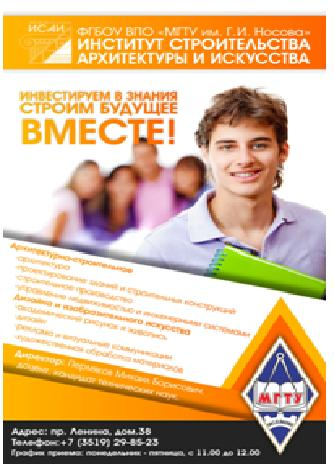 ИСАИ
ФГБОУ ВПО «МГТУ им. Г.И. Носова»
ИНСТИТУТ СТРОИТЕЛЬСТВА
АРХИТЕКТУРЫ И ИСКУССТВА
ИНВЕСТИРУЕМ В ЗНАНИЯ
СТРОИМ БУДУЩЕЕ
ВМЕСТЕ!
Архитектурно-строительное
-архитектура
-проектирование зданий и строительных конструкций
-строительное производство
-управление недвижимостью и инженерными системами
Дизайна и изобразительного искусства
-академический рисунок и живопись
-дизайн
-реклама и визуальные коммуникации
-художественная обработка материалов
Директор: Пермяков Михаил Борисович,
доцент, кандидат технических наук
МГТУ
Адрес: пр. Ленина, дом.38
Телефон:+7 (3519) 29-85-23
График приема: понедельник - пятница, с 11.00 до 12.00